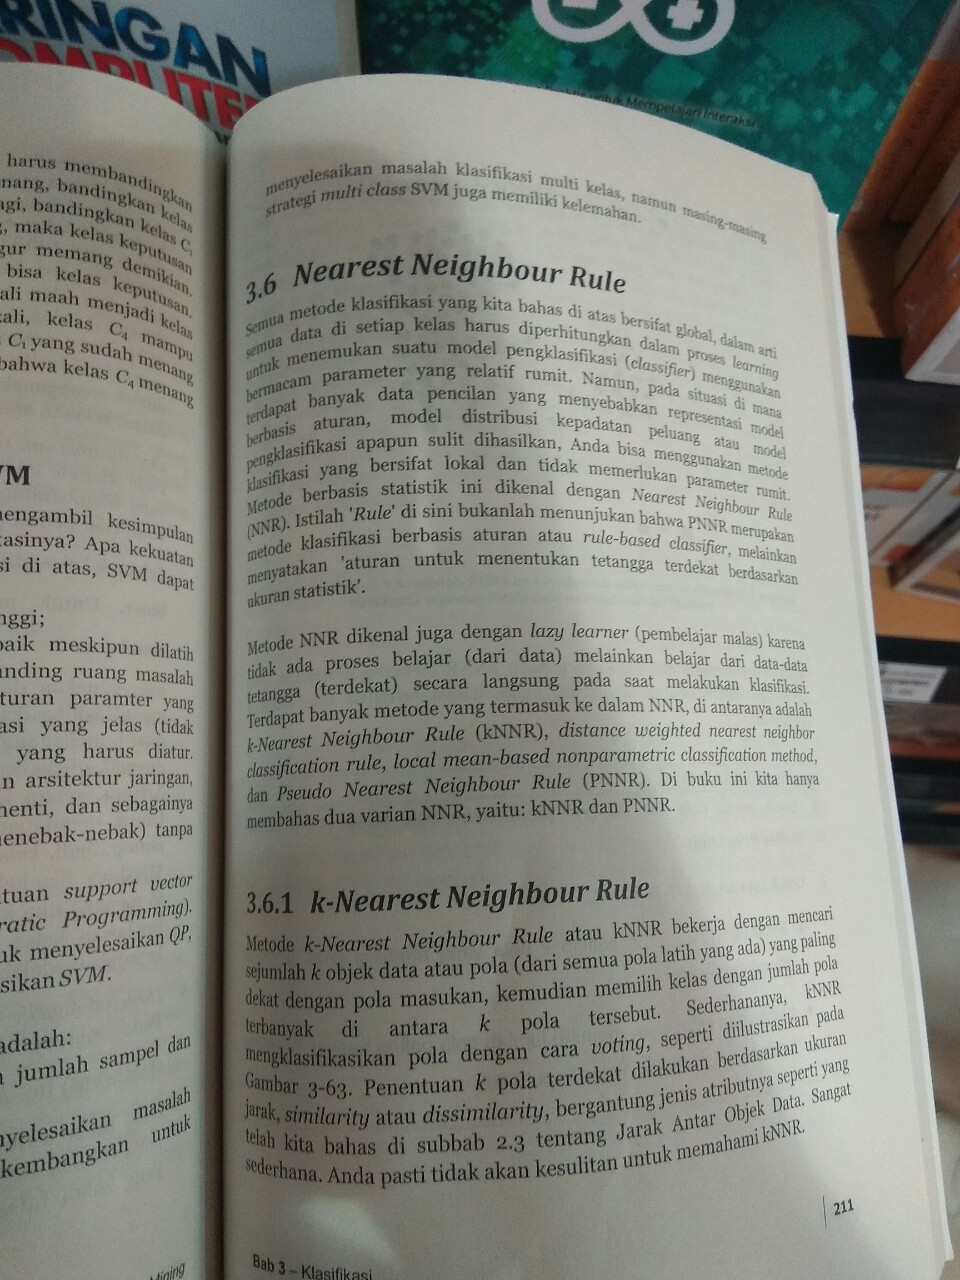 RINGAN
OMPUTE
untuk Mempelajari Interaksi
harus membandingkan
nang, bandingkan kelas
agi, bandingkan kelas C
, maka kelas keputusan
gur memang demikian.
bisa kelas keputusan.
ali maah menjadi kelas
kali, kelas C4 mampu
C1 yang sudah menang
bahwa kelas C4 menang
VM
mengambil kesimpulan
tasinya? Apa kekuatan
si di atas, SVM dapat
nggi;
baik meskipun dilatih
anding ruang masalah
turan paramter yang
asi yang jelas (tidak
yang harus diatur.
n arsitektur jaringan,
henti, dan sebagainya
enebak-nebak) tanpa
tuan support vector
ratic Programming).
uk menyelesaikan QP,
sikan SVM.
adalah:
jumlah sampel dan
nyelesaikan masalah
kembangkan untuk
Mining
menyelesaikan masalah klasifikasi multi kelas, namun masing-masing
strategi multi class SVM juga memiliki kelemahan.
3.6 Nearest Neighbour Rule
Semua metode klasifikasi yang kita bahas di atas bersifat global, dalam arti
semua data di setiap kelas harus diperhitungkan dalam proses learning
untuk menemukan suatu model pengklasifikasi (classifier) menggunakan
bermacam parameter yang relatif rumit. Namun, pada situasi di mana
terdapat banyak data pencilan yang menyebabkan representasi model
berbasis aturan, model distribusi kepadatan peluang atau model
pengklasifikasi apapun sulit dihasilkan, Anda bisa menggunakan metode
klasifikasi yang bersifat lokal dan tidak memerlukan parameter rumit.
Metode berbasis statistik ini dikenal dengan Nearest Neighbour Rule
(NNR). Istilah 'Rule' di sini bukanlah menunjukan bahwa PNNR merupakan
metode klasifikasi berbasis aturan atau rule-based classifier, melainkan
menyatakan 'aturan untuk menentukan tetangga terdekat berdasarkan
ukuran statistik'.
Metode NNR dikenal juga dengan lazy learner (pembelajar malas) karena
tidak ada proses belajar (dari data) melainkan belajar dari data-data
tetangga (terdekat) secara langsung pada saat melakukan klasifikasi.
Terdapat banyak metode yang termasuk ke dalam NNR, di antaranya adalah
k-Nearest Neighbour Rule (kNNR), distance weighted nearest neighbor
classification rule, local mean-based nonparametric classification method,
dan Pseudo Nearest Neighbour Rule (PNNR). Di buku ini kita hanya
membahas dua varian NNR, yaitu: kNNR dan PNNR.
3.6.1 k-Nearest Neighbour Rule
Metode k-Nearest Neighbour Rule atau kNNR bekerja dengan mencari
sejumlah k objek data atau pola (dari semua pola latih yang ada) yang paling
dekat dengan pola masukan, kemudian memilih kelas dengan jumlah pola
terbanyak di antara k pola tersebut. Sederhananya, kNNR
mengklasifikasikan pola dengan cara voting, seperti diilustrasikan pada
Gambar 3-63. Penentuan k pola terdekat dilakukan berdasarkan ukuran
jarak, similarity atau dissimilarity, bergantung jenis atributnya seperti yang
telah kita bahas di subbab 2.3 tentang Jarak Antar Objek Data. Sangat
sederhana. Anda pasti tidak akan kesulitan untuk memahami kNNR.
211
Bab 3 – Klasifikasi